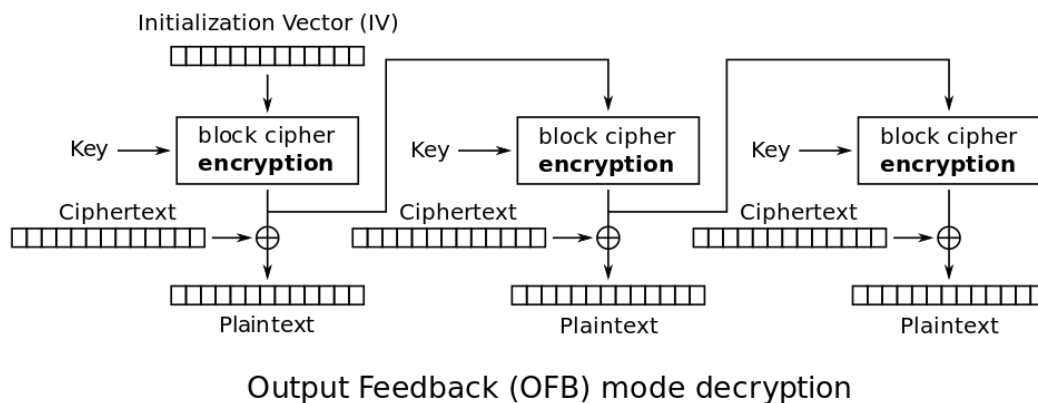 Initialization Vector (IV)
Key
block cipher
encryption
Key
block cipher
encryption
Key
block cipher
encryption
Ciphertext
Ciphertext
Ciphertext
Plaintext
Plaintext
Plaintext
Output Feedback (OFB) mode decryption